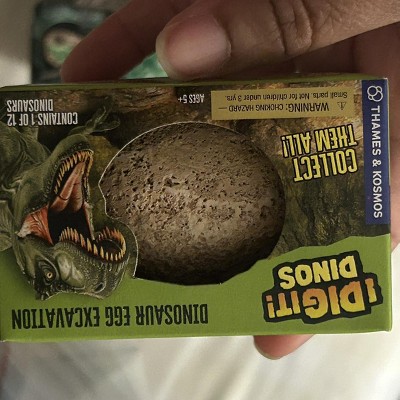 I DIG IT!
DINOS
DINOSAUR EGG EXCAVATION
COLLECT
THEM ALL!
THAMES & KOSMOS
CONTAINS 1 OF 12
DINOSAURS
AGES 5+
WARNING: CHOKING HAZARD —
Small parts. Not for children under 3 yrs.